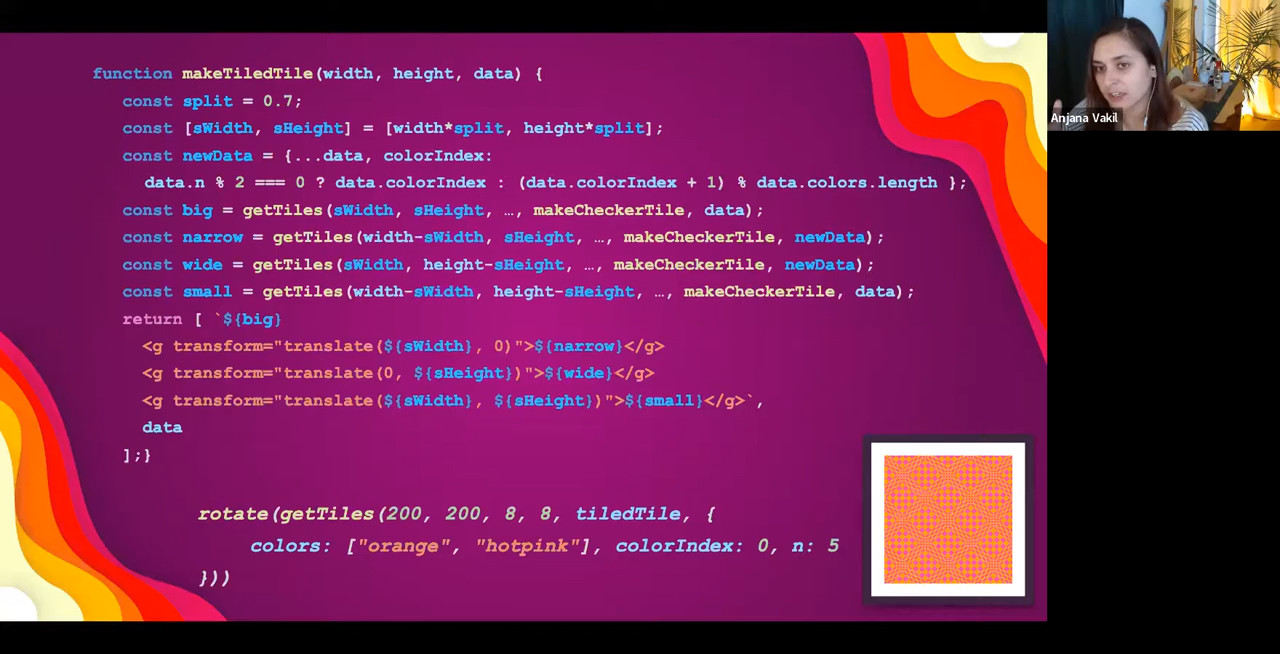 function makeTiledTile(width, height, data) {
const split = 0.7;
const [sWidth, sHeight] = [width*split, height*split];
const newData = {...data, colorIndex:
data.n % 2 === 0 ? data.colorIndex : (data.colorIndex + 1) % data.colors.length };
const big = getTiles(sWidth, sHeight, …, makeCheckerTile, data);
const narrow = getTiles(width-sWidth, sHeight, …, makeCheckerTile, newData);
const wide = getTiles(sWidth, height-sHeight, …, makeCheckerTile, newData);
const small = getTiles(width-sWidth, height-sHeight, …, makeCheckerTile, data);
return [ `${big}
<g transform="translate(${sWidth}, 0)">${narrow}</g>
<g transform="translate(0, ${sHeight})">${wide}</g>
<g transform="translate(${sWidth}, ${sHeight})">${small}</g>`,
data
];}
rotate(getTiles(200, 200, 8, 8, tiledTile, {
colors: ["orange", "hotpink"], colorIndex: 0, n: 5
}))
Anjana Vakil